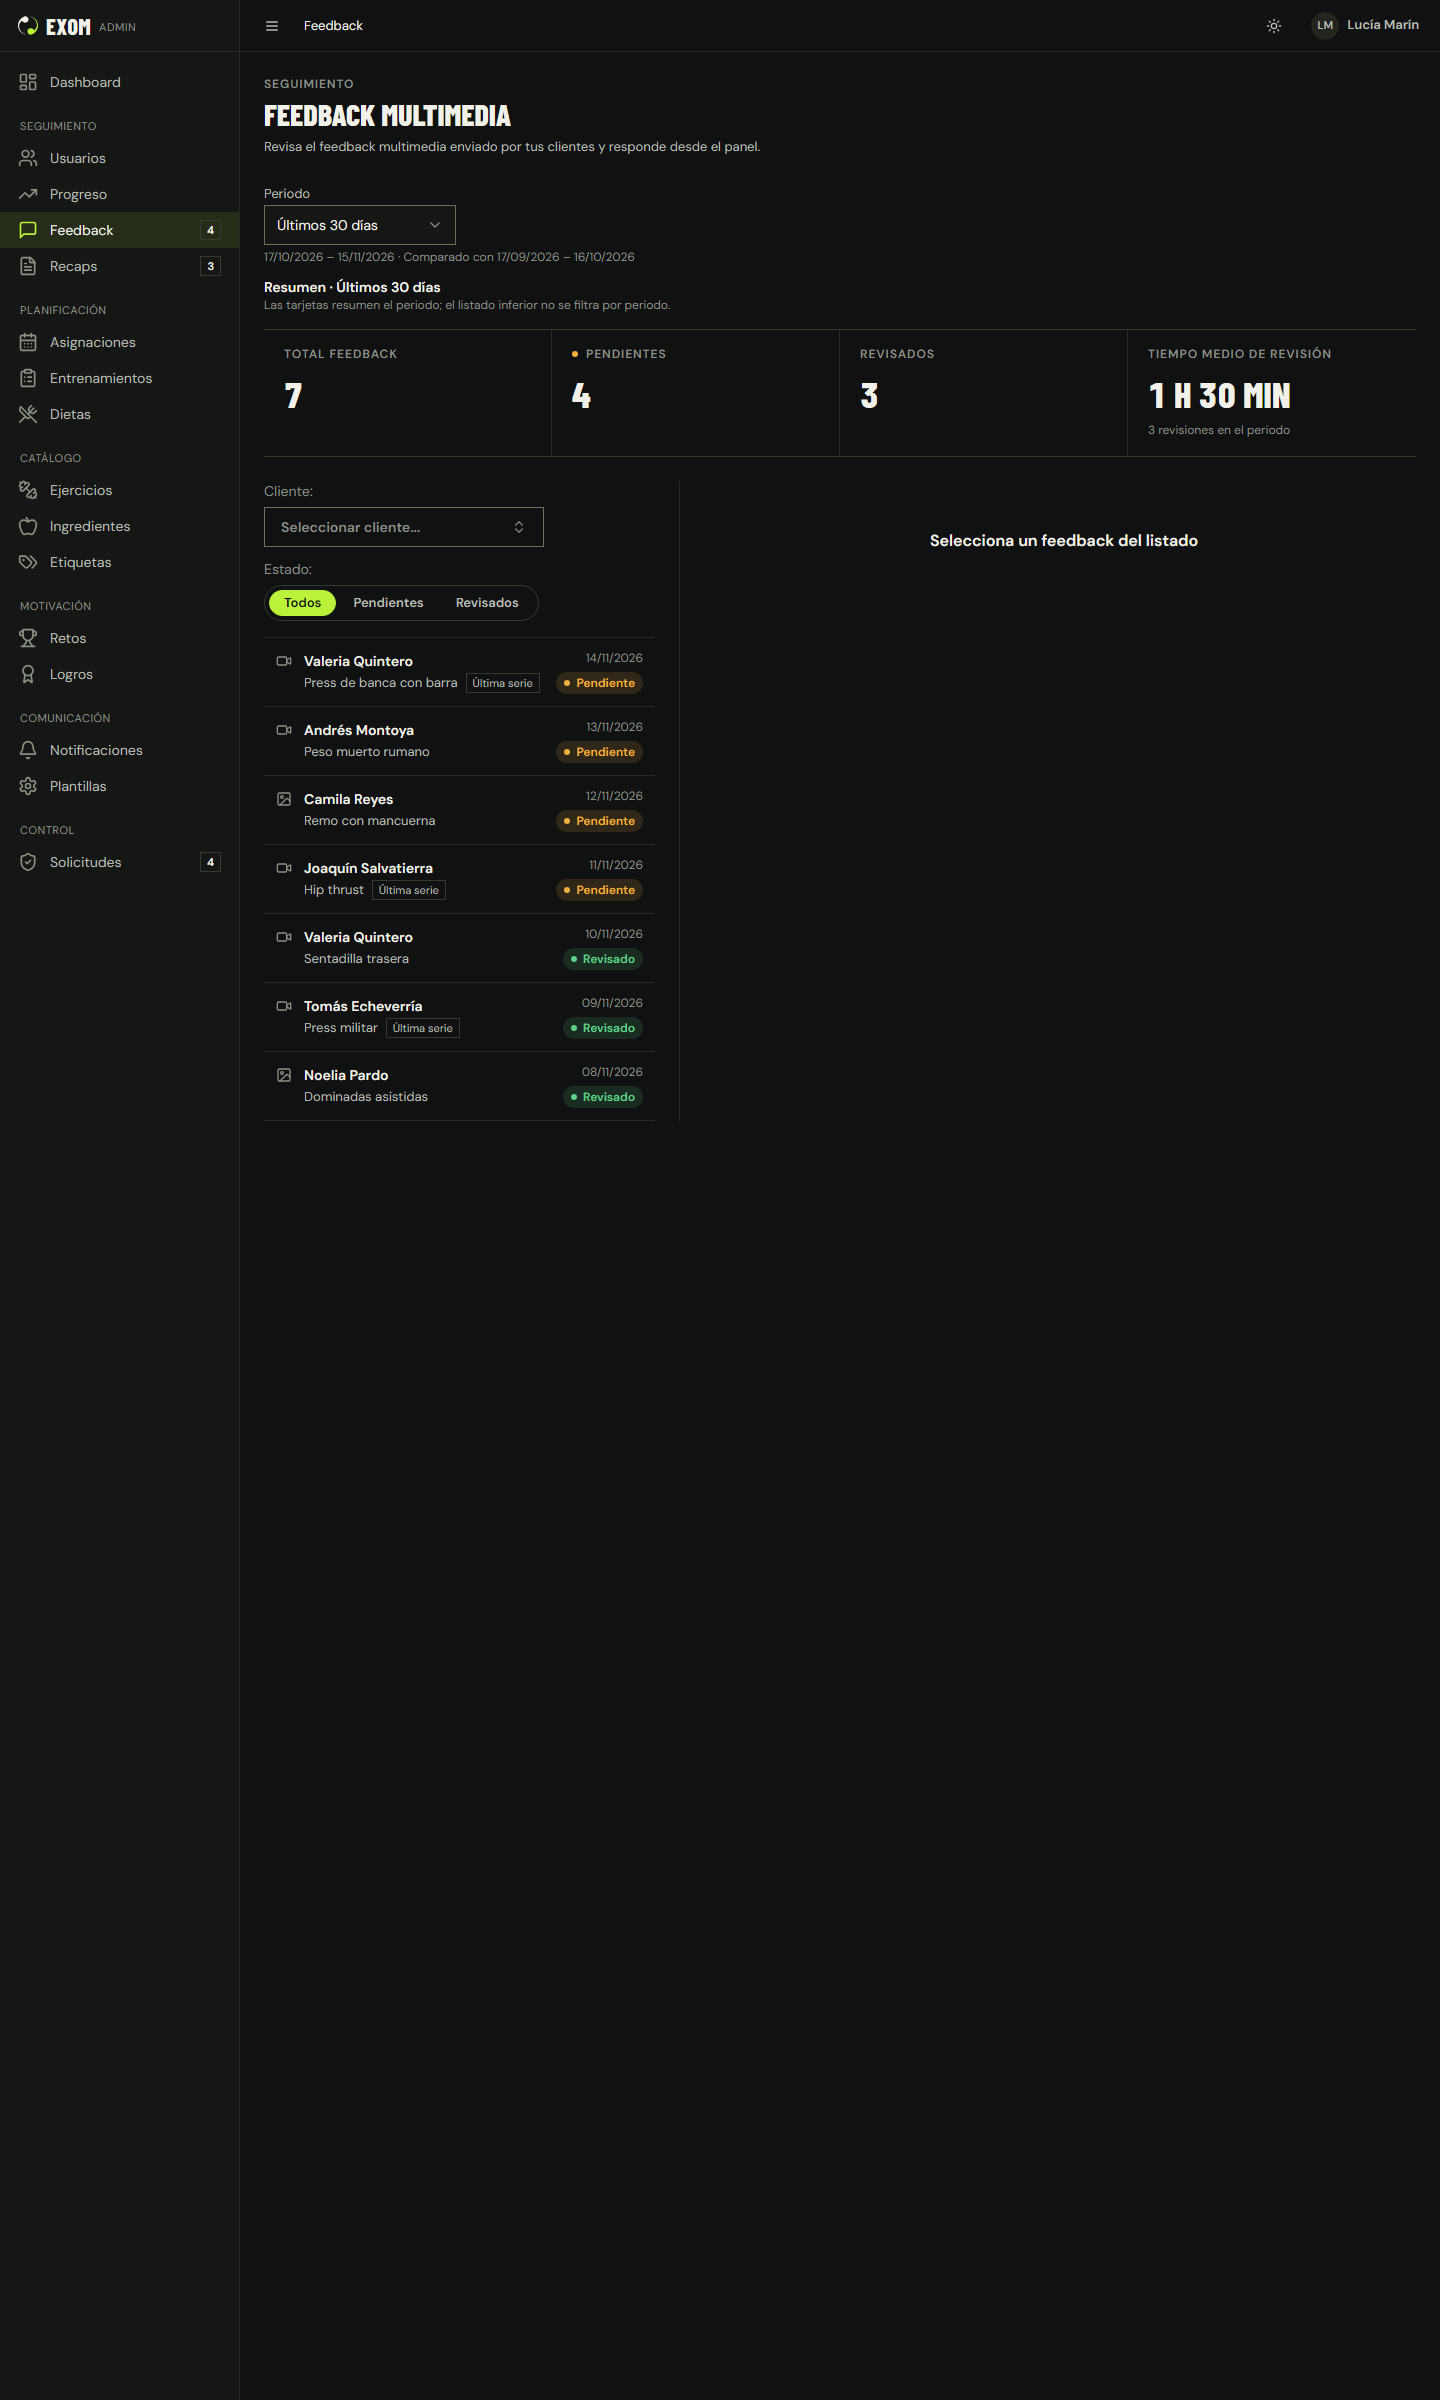 EXOM ADMIN
Dashboard
SEGUIMIENTO
Usuarios
Progreso
Feedback 4
Recaps 3
PLANIFICACIÓN
Asignaciones
Entrenamientos
Dietas
CATÁLOGO
Ejercicios
Ingredientes
Etiquetas
MOTIVACIÓN
Retos
Logros
COMUNICACIÓN
Notificaciones
Plantillas
CONTROL
Solicitudes 4
Feedback
LM Lucía Marín
SEGUIMIENTO
FEEDBACK MULTIMEDIA
Revisa el feedback multimedia enviado por tus clientes y responde desde el panel.
Periodo
Últimos 30 días
17/10/2026 – 15/11/2026 · Comparado con 17/09/2026 – 16/10/2026
Resumen · Últimos 30 días
Las tarjetas resumen el periodo; el listado inferior no se filtra por periodo.
TOTAL FEEDBACK
7
PENDIENTES
4
REVISADOS
3
TIEMPO MEDIO DE REVISIÓN
1 H 30 MIN
3 revisiones en el periodo
Cliente:
Seleccionar cliente...
Estado:
Todos Pendientes Revisados
Valeria Quintero 14/11/2026
Press de banca con barra Última serie Pendiente
Andrés Montoya 13/11/2026
Peso muerto rumano Pendiente
Camila Reyes 12/11/2026
Remo con mancuerna Pendiente
Joaquín Salvatierra 11/11/2026
Hip thrust Última serie Pendiente
Valeria Quintero 10/11/2026
Sentadilla trasera Revisado
Tomás Echeverría 09/11/2026
Press militar Última serie Revisado
Noelia Pardo 08/11/2026
Dominadas asistidas Revisado
Selecciona un feedback del listado